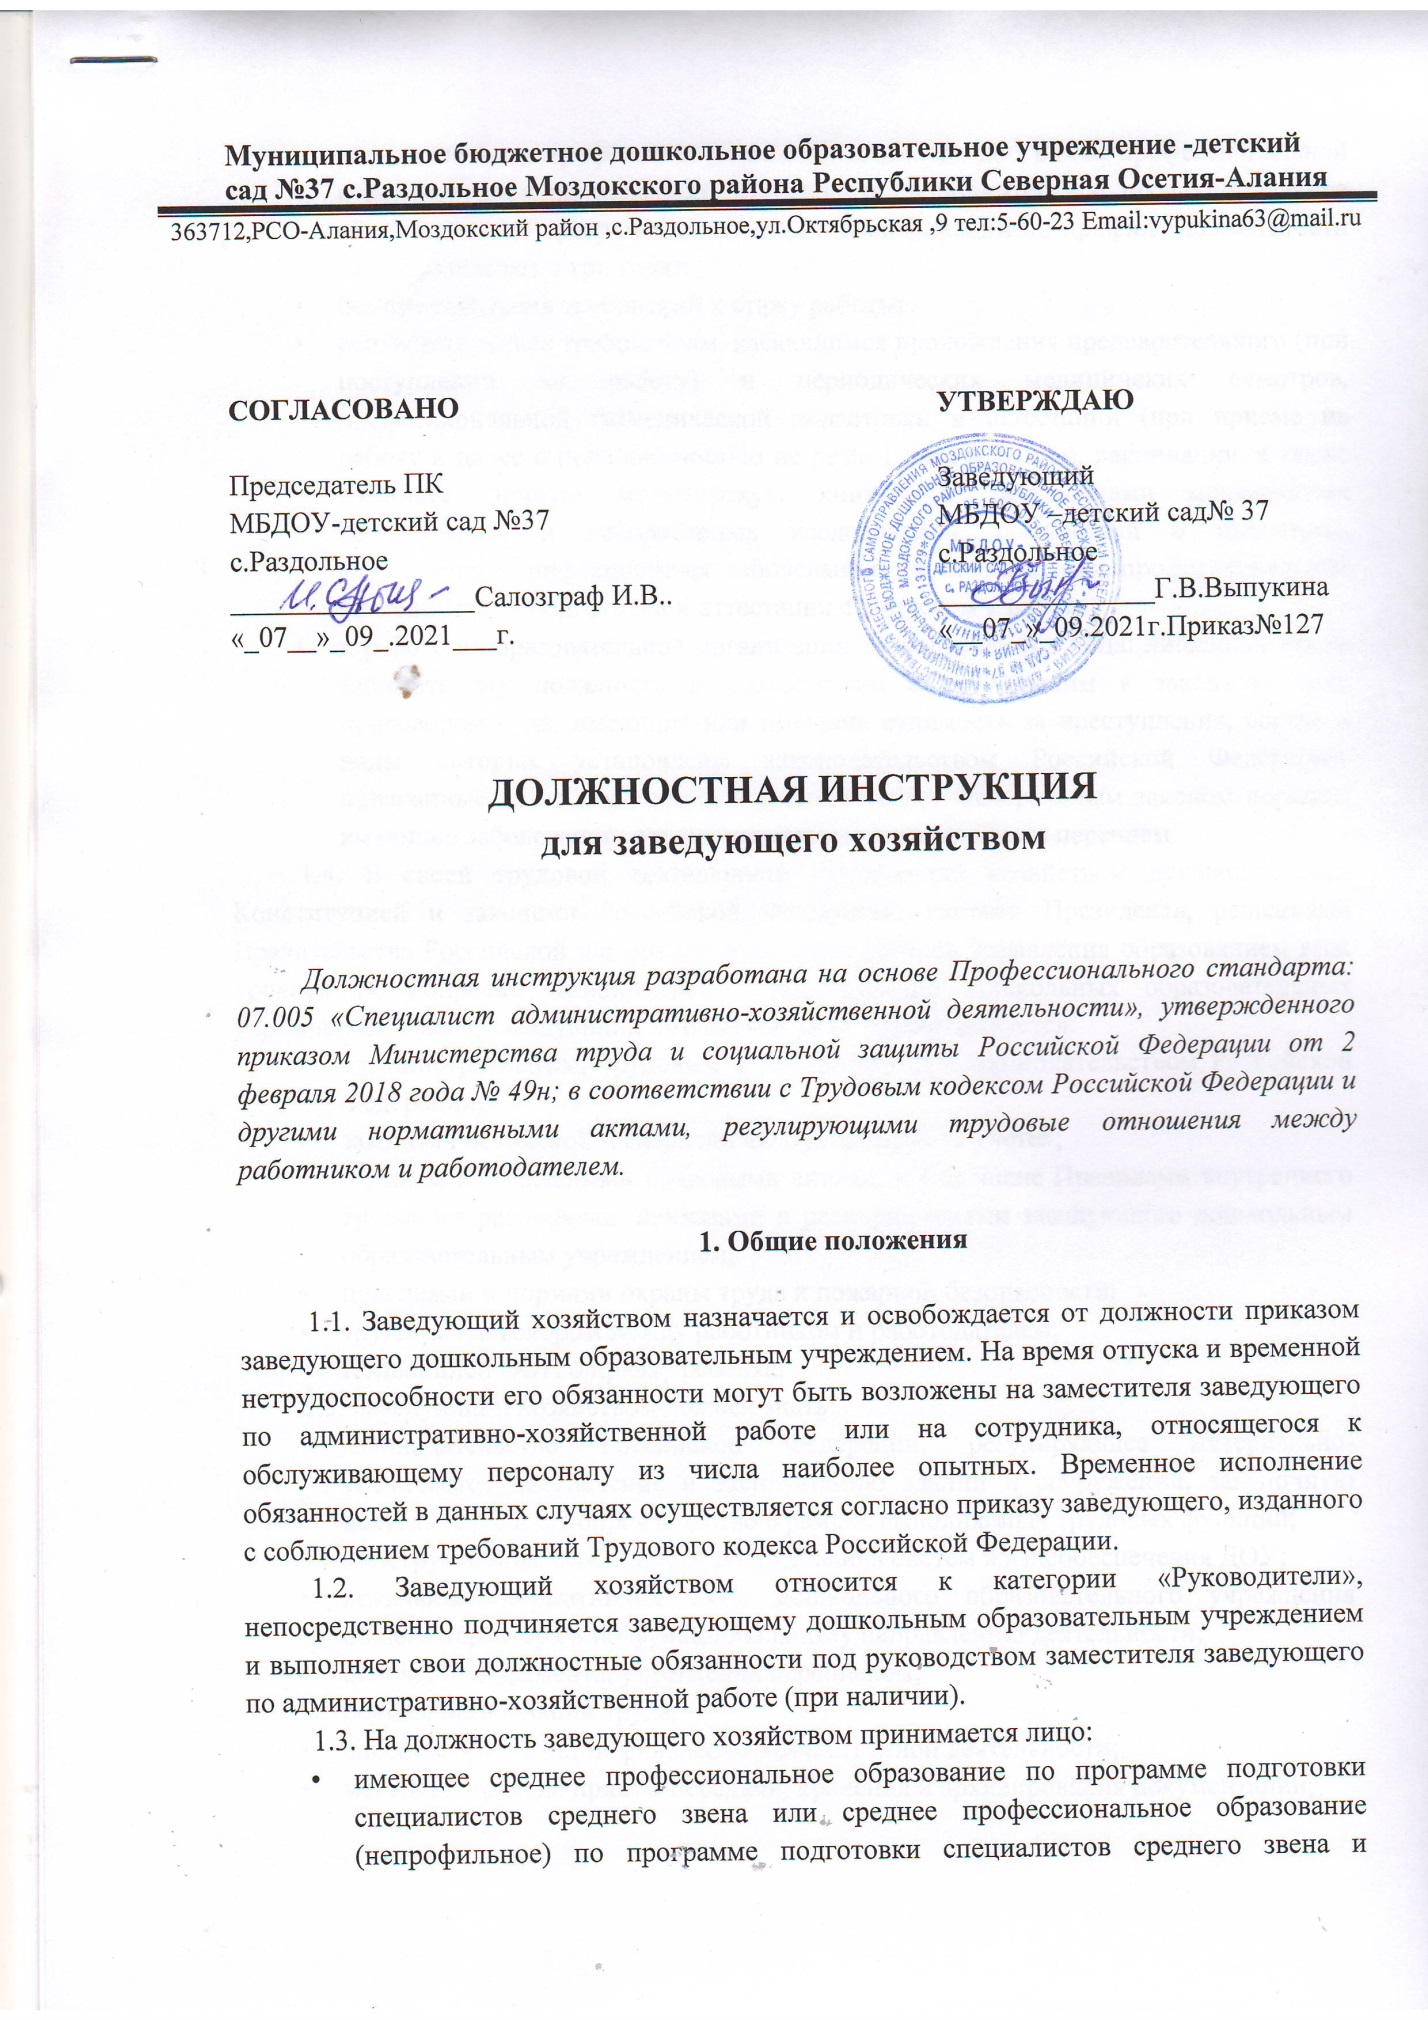 Муниципальное бюджетное дошкольное образовательное учреждение -детский
сад №37 с.Раздольное Моздокского района Республики Северная Осетия-Алания
363712,РСО-Алания,Моздокский район ,с.Раздольное,ул.Октябрьская ,9 тел:5-60-23 Email:vypukina63@mail.ru
СОГЛАСОВАНО
Председатель ПК
МБДОУ-детский сад №37
с.Раздольное
_________________Салозграф И.В..
«_07__»_09_.2021___г.
УТВЕРЖДАЮ
Заведующий
МБДОУ –детский сад№ 37
с.Раздольное
_______________Г.В.Выпукина
«__07_»_09.2021г.Приказ№127
МБДОУ-
ДЕТСКИЙ САД № 37
с. РАЗДОЛЬНОЕ
ДОЛЖНОСТНАЯ ИНСТРУКЦИЯ
для заведующего хозяйством
Должностная инструкция разработана на основе Профессионального стандарта:
07.005 «Специалист административно-хозяйственной деятельности», утвержденного
приказом Министерства труда и социальной защиты Российской Федерации от 2
февраля 2018 года № 49н; в соответствии с Трудовым кодексом Российской Федерации и
другими нормативными актами, регулирующими трудовые отношения между
работником и работодателем.
1. Общие положения
1.1. Заведующий хозяйством назначается и освобождается от должности приказом
заведующего дошкольным образовательным учреждением. На время отпуска и временной
нетрудоспособности его обязанности могут быть возложены на заместителя заведующего
по административно-хозяйственной работе или на сотрудника, относящегося к
обслуживающему персоналу из числа наиболее опытных. Временное исполнение
обязанностей в данных случаях осуществляется согласно приказу заведующего, изданного
с соблюдением требований Трудового кодекса Российской Федерации.
1.2. Заведующий хозяйством относится к категории «Руководители»,
непосредственно подчиняется заведующему дошкольным образовательным учреждением
и выполняет свои должностные обязанности под руководством заместителя заведующего
по административно-хозяйственной работе (при наличии).
1.3. На должность заведующего хозяйством принимается лицо:
• имеющее среднее профессиональное образование по программе подготовки
специалистов среднего звена или среднее профессиональное образование
(непрофильное) по программе подготовки специалистов среднего звена и